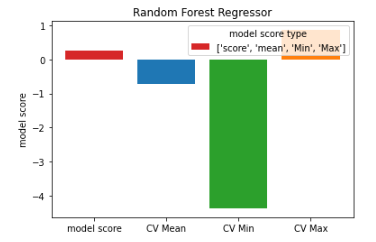 Random Forest Regressor
model score type
['score', 'mean', 'Min', 'Max']
model score
1
0
−1
−2
−3
−4
model score CV Mean CV Min CV Max